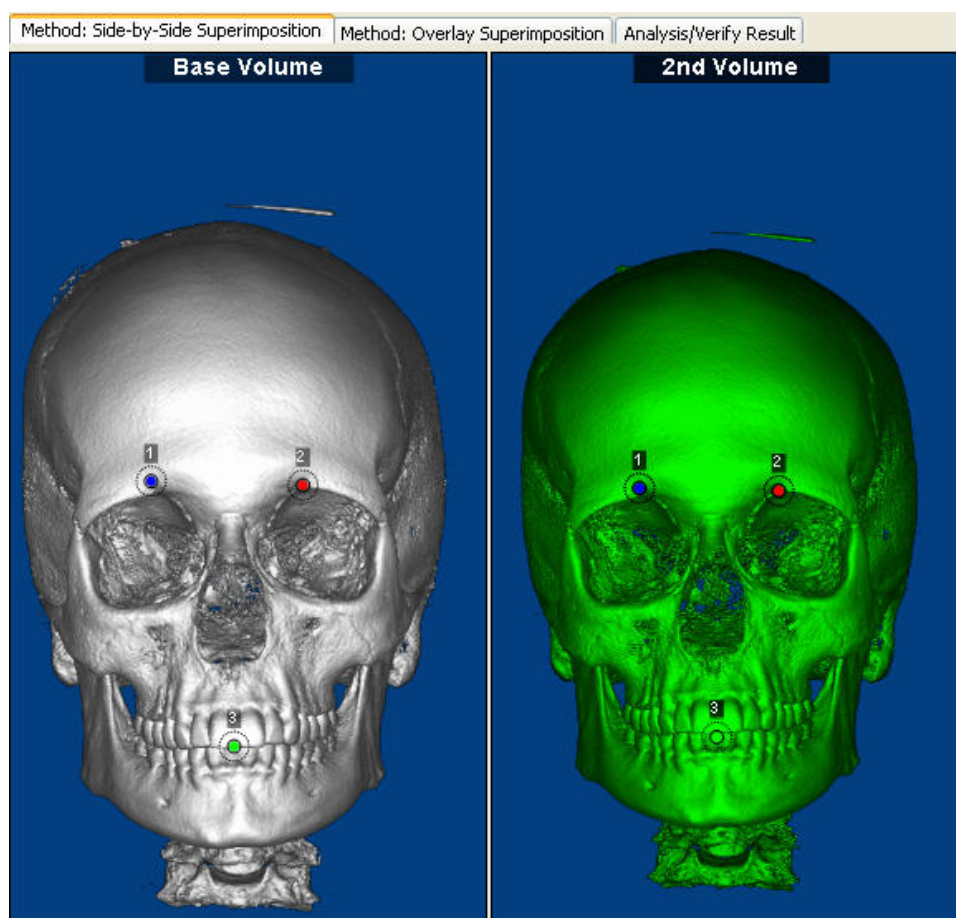 Method: Side-by-Side Superimposition Method: Overlay Superimposition Analysis/Verify Result
Base Volume 2nd Volume
1 2 1 2
3 3